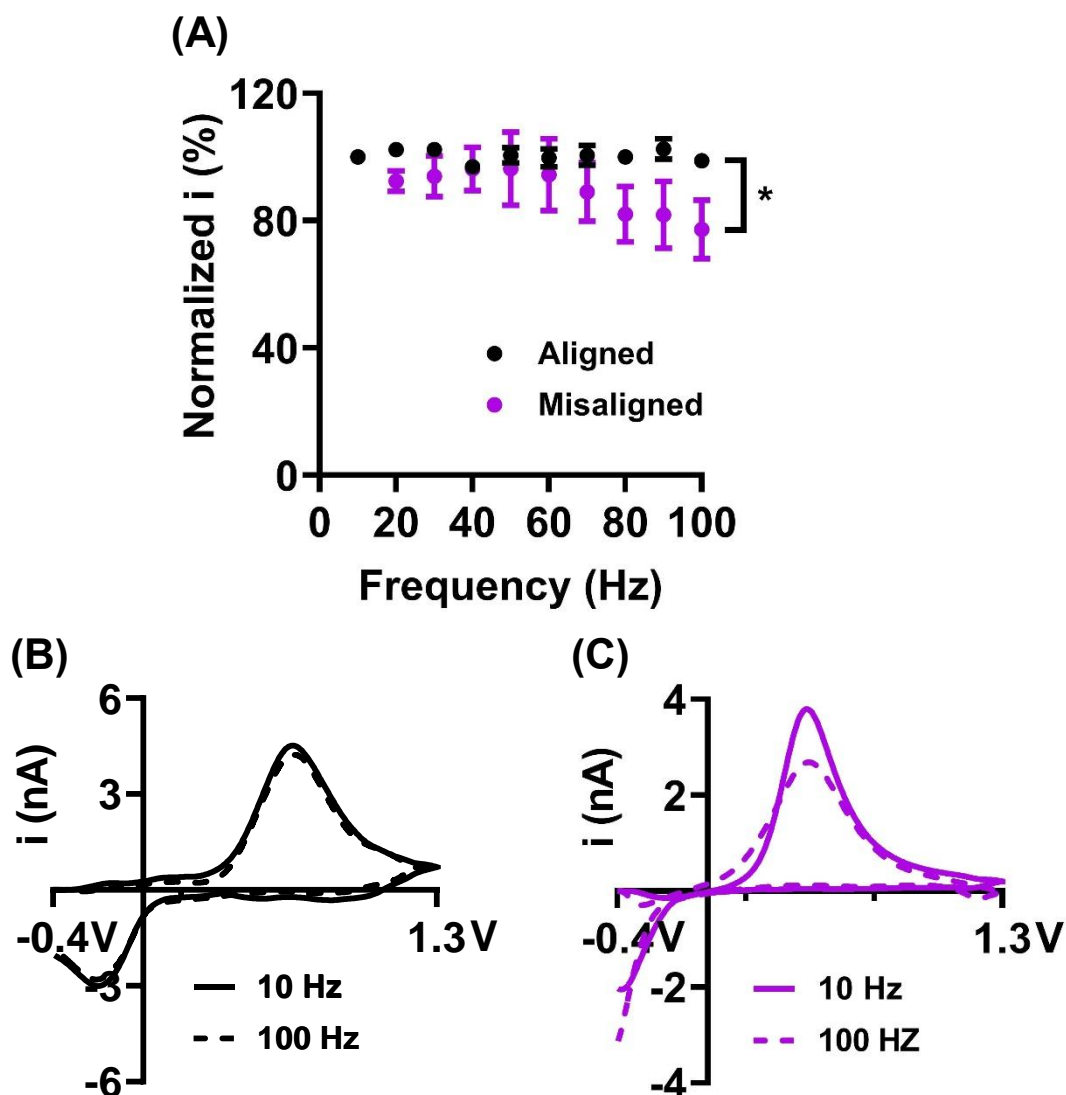 (A)
120
80
40
0
Normalized i (%)
*
Aligned
Misaligned
0 20 40 60 80 100
Frequency (Hz)
(B)
6
3
-3
-6
i (nA)
-0.4V 1.3V
10 Hz
100 Hz
(C)
4
2
-2
-4
i (nA)
-0.4V 1.3V
10 Hz
100 HZ